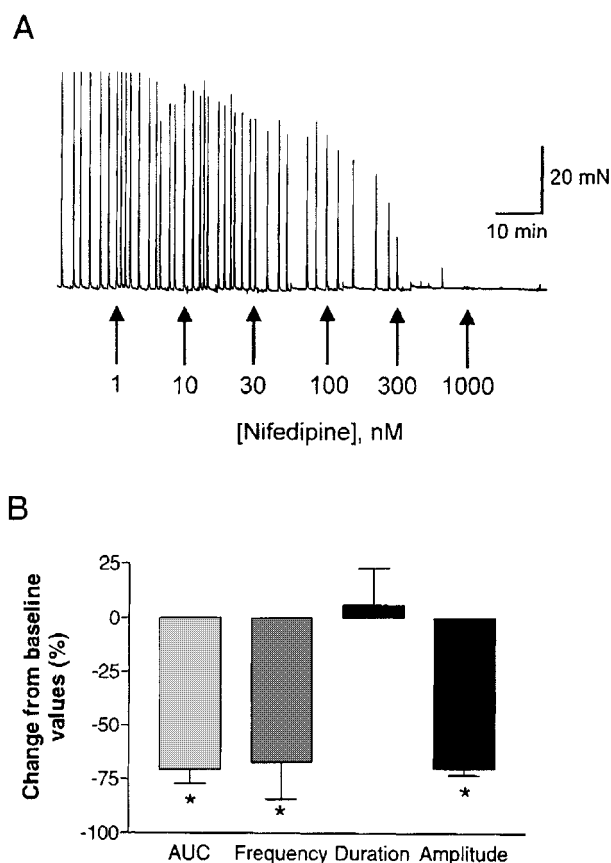 A
20 mN
10 min
1 10 30 100 300 1000
[Nifedipine], nM
B
Change from baseline
values (%)
25
0
-25
-50
-75
-100
* * *
AUC Frequency Duration Amplitude